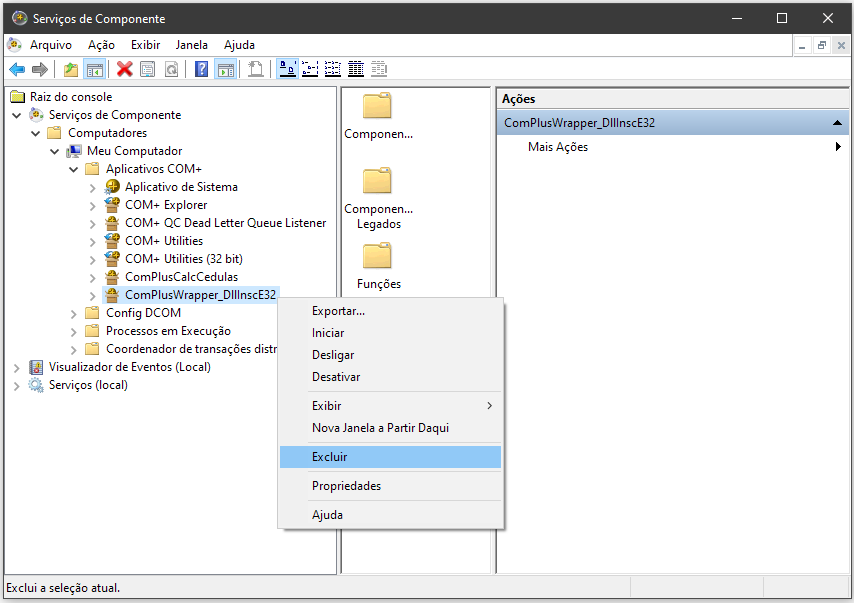 Serviços de Componente
Arquivo Ação Exibir Janela Ajuda
Raiz do console
Serviços de Componente
Computadores
Meu Computador
Aplicativos COM+
Aplicativo de Sistema
COM+ Explorer
COM+ QC Dead Letter Queue Listener
COM+ Utilities
COM+ Utilities (32 bit)
ComPlusCalcCedulas
ComPlusWrapper_DllInscE32
Config DCOM
Processos em Execução
Coordenador de transações distr
Visualizador de Eventos (Local)
Serviços (local)
Componen...
Componen...
Legados
Funções
Exportar...
Iniciar
Desligar
Desativar
Exibir
Nova Janela a Partir Daqui
Excluir
Propriedades
Ajuda
Ações
ComPlusWrapper_DllInscE32
Mais Ações
Exclui a seleção atual.